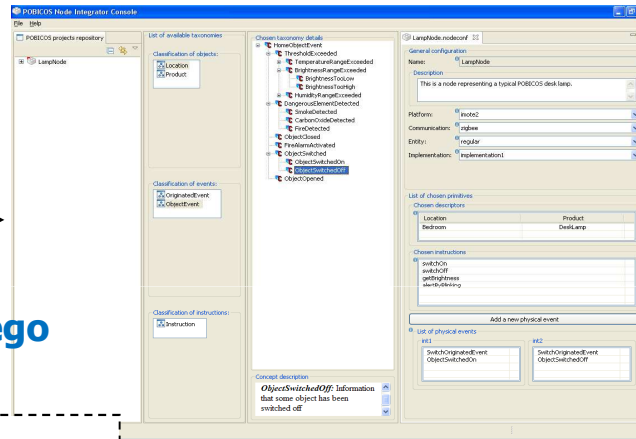 POBICOS Node Integrator Console
File Help
POBICOS projects repository
LampNode
List of available taxonomies
Classification of objects:
Location
Product
Classification of events:
OriginatedEvent
ObjectEvent
Classification of instructions:
Instruction
Chosen taxonomy details
HomeObjectEvent
ThresholdExceeded
TemperatureRangeExceeded
BrightnessRangeExceeded
BrightnessTooLow
BrightnessTooHigh
HumidityRangeExceeded
DangerousElementDetected
SmokeDetected
CarbonOxideDetected
FireDetected
ObjectClosed
FireAlarmActivated
ObjectSwitched
ObjectSwitchedOn
ObjectSwitchedOff
ObjectOpened
Concept description
ObjectSwitchedOff: Information
that some object has been
switched off
LampNode.nodeconf
General configuration
Name: LampNode
Description
This is a node representing a typical POBICOS desk lamp.
Platform: imote2
Communication: zigbee
Entity: regular
Implementation: implementation1
List of chosen primitives
Chosen descriptors
Location Product
Bedroom DeskLamp
Chosen instructions
switchOn
switchOff
getBrightness
alertByBlinking
Add a new physical event
List of physical events
int1 int2
SwitchOriginatedEvent SwitchOriginatedEvent
ObjectSwitchedOn ObjectSwitchedOff
ego